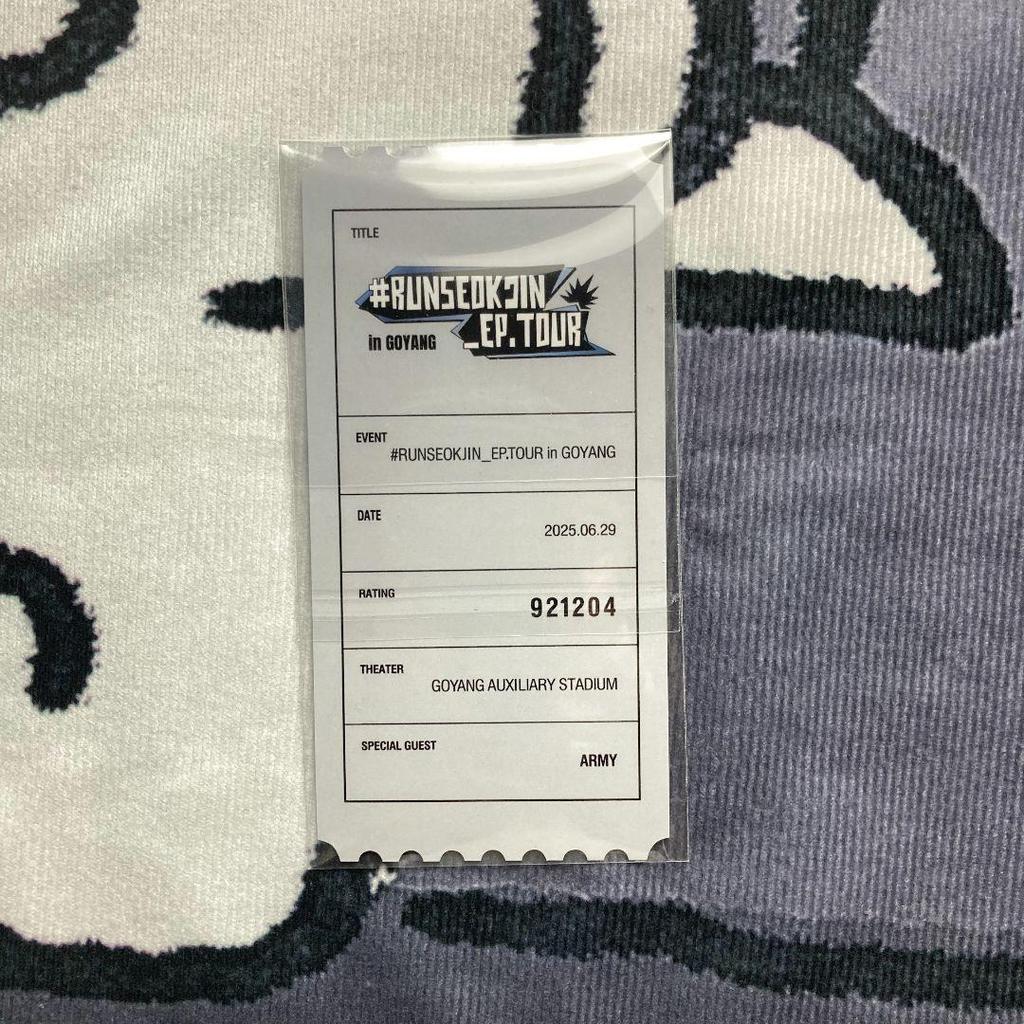 TITLE
#RUNSEOKJIN
_EP.TOUR
in GOYANG
EVENT
#RUNSEOKJIN_EP.TOUR in GOYANG
DATE
2025.06.29
RATING
921204
THEATER
GOYANG AUXILIARY STADIUM
SPECIAL GUEST
ARMY